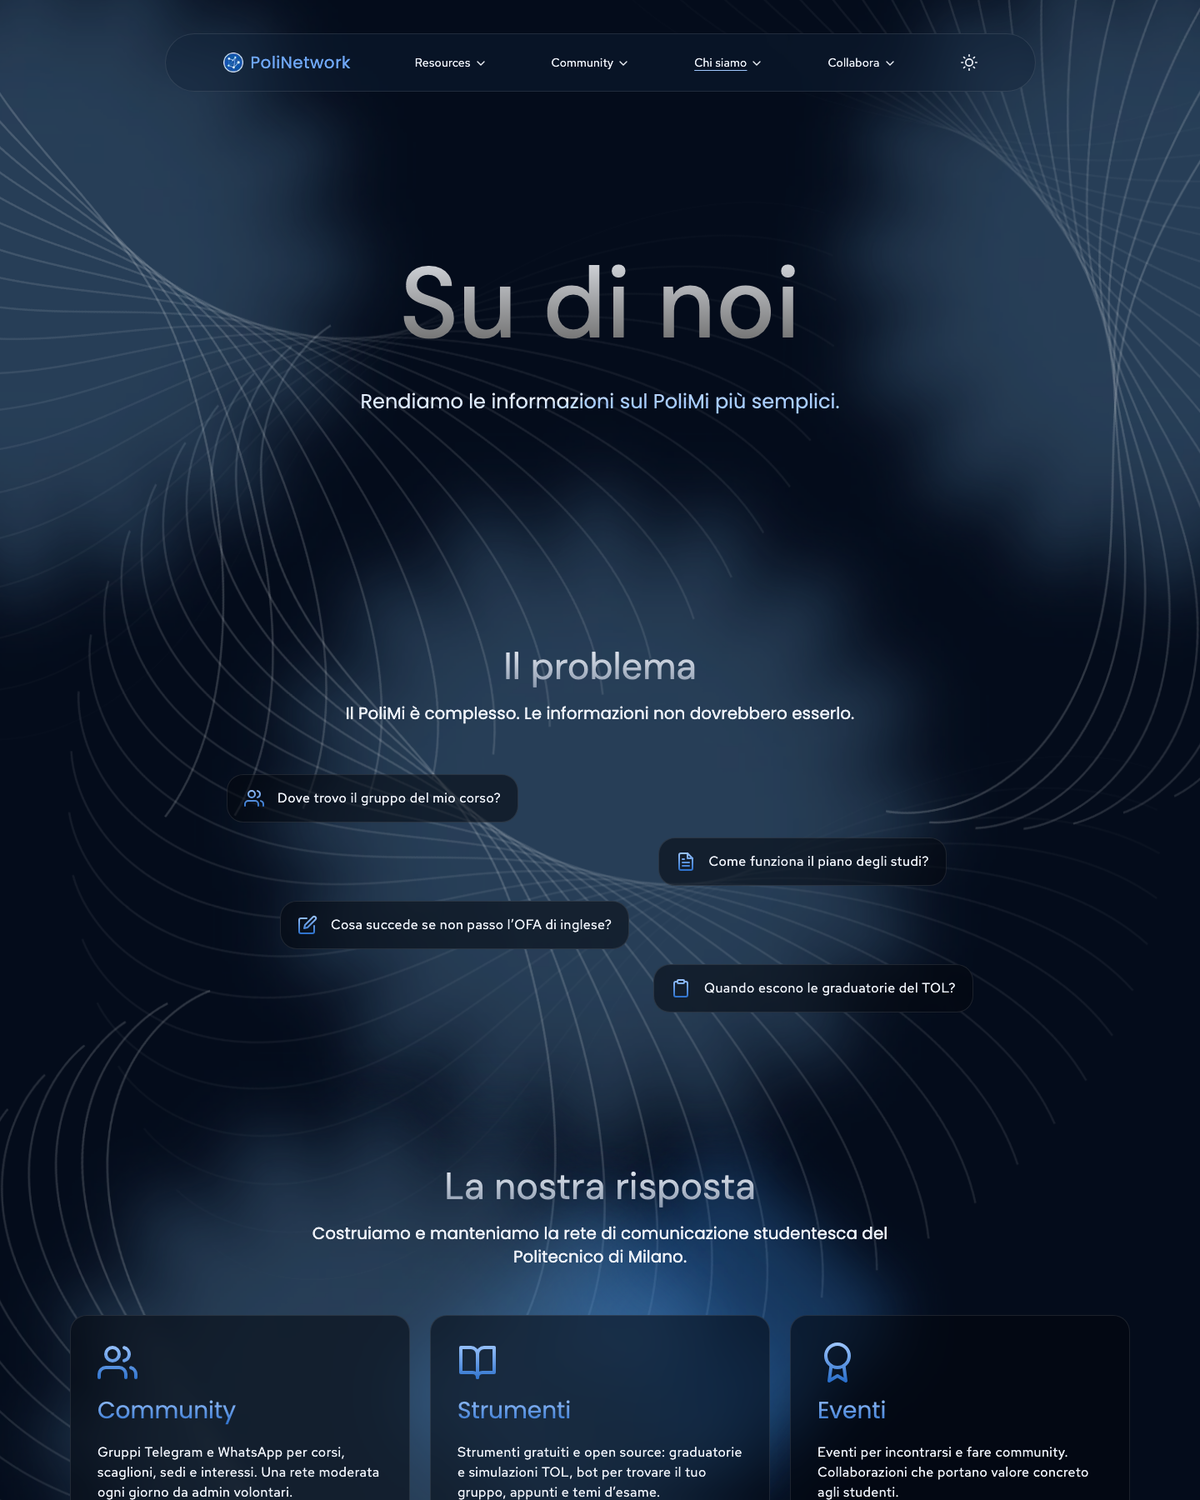 PoliNetwork
Resources
Community
Chi siamo
Collabora
Su di noi
Rendiamo le informazioni sul PoliMi più semplici.
Il problema
Il PoliMi è complesso. Le informazioni non dovrebbero esserlo.
Dove trovo il gruppo del mio corso?
Come funziona il piano degli studi?
Cosa succede se non passo l’OFA di inglese?
Quando escono le graduatorie del TOL?
La nostra risposta
Costruiamo e manteniamo la rete di comunicazione studentesca del
Politecnico di Milano.
Community
Gruppi Telegram e WhatsApp per corsi,
scaglioni, sedi e interessi. Una rete moderata
ogni giorno da admin volontari.
Strumenti
Strumenti gratuiti e open source: graduatorie
e simulazioni TOL, bot per trovare il tuo
gruppo, appunti e temi d’esame.
Eventi
Eventi per incontrarsi e fare community.
Collaborazioni che portano valore concreto
agli studenti.